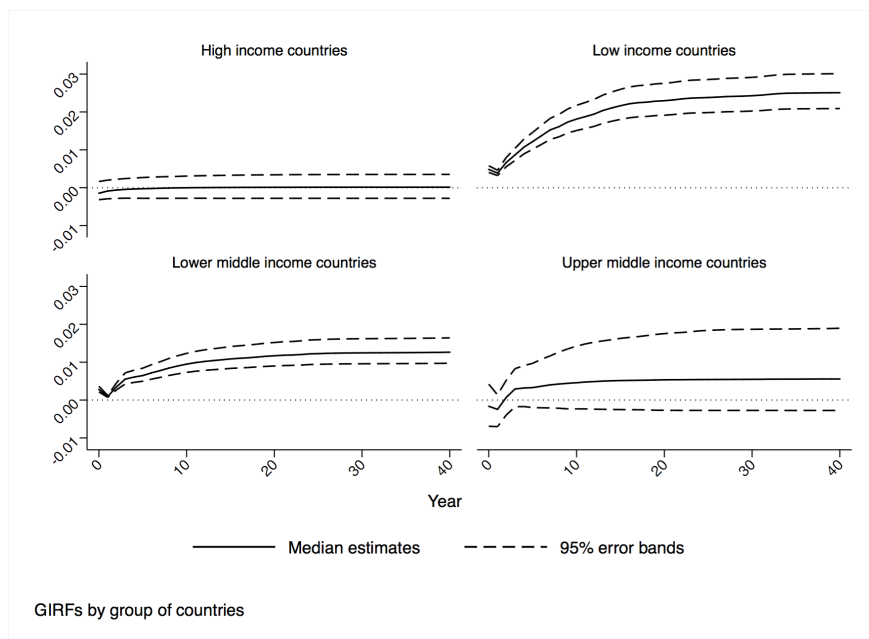 High income countries
Low income countries
0.03
0.02
0.01
0.00
-0.01
Lower middle income countries
Upper middle income countries
0.03
0.02
0.01
0.00
-0.01
0 10 20 30 40
0 10 20 30 40
Year
Median estimates
95% error bands
GIRFs by group of countries